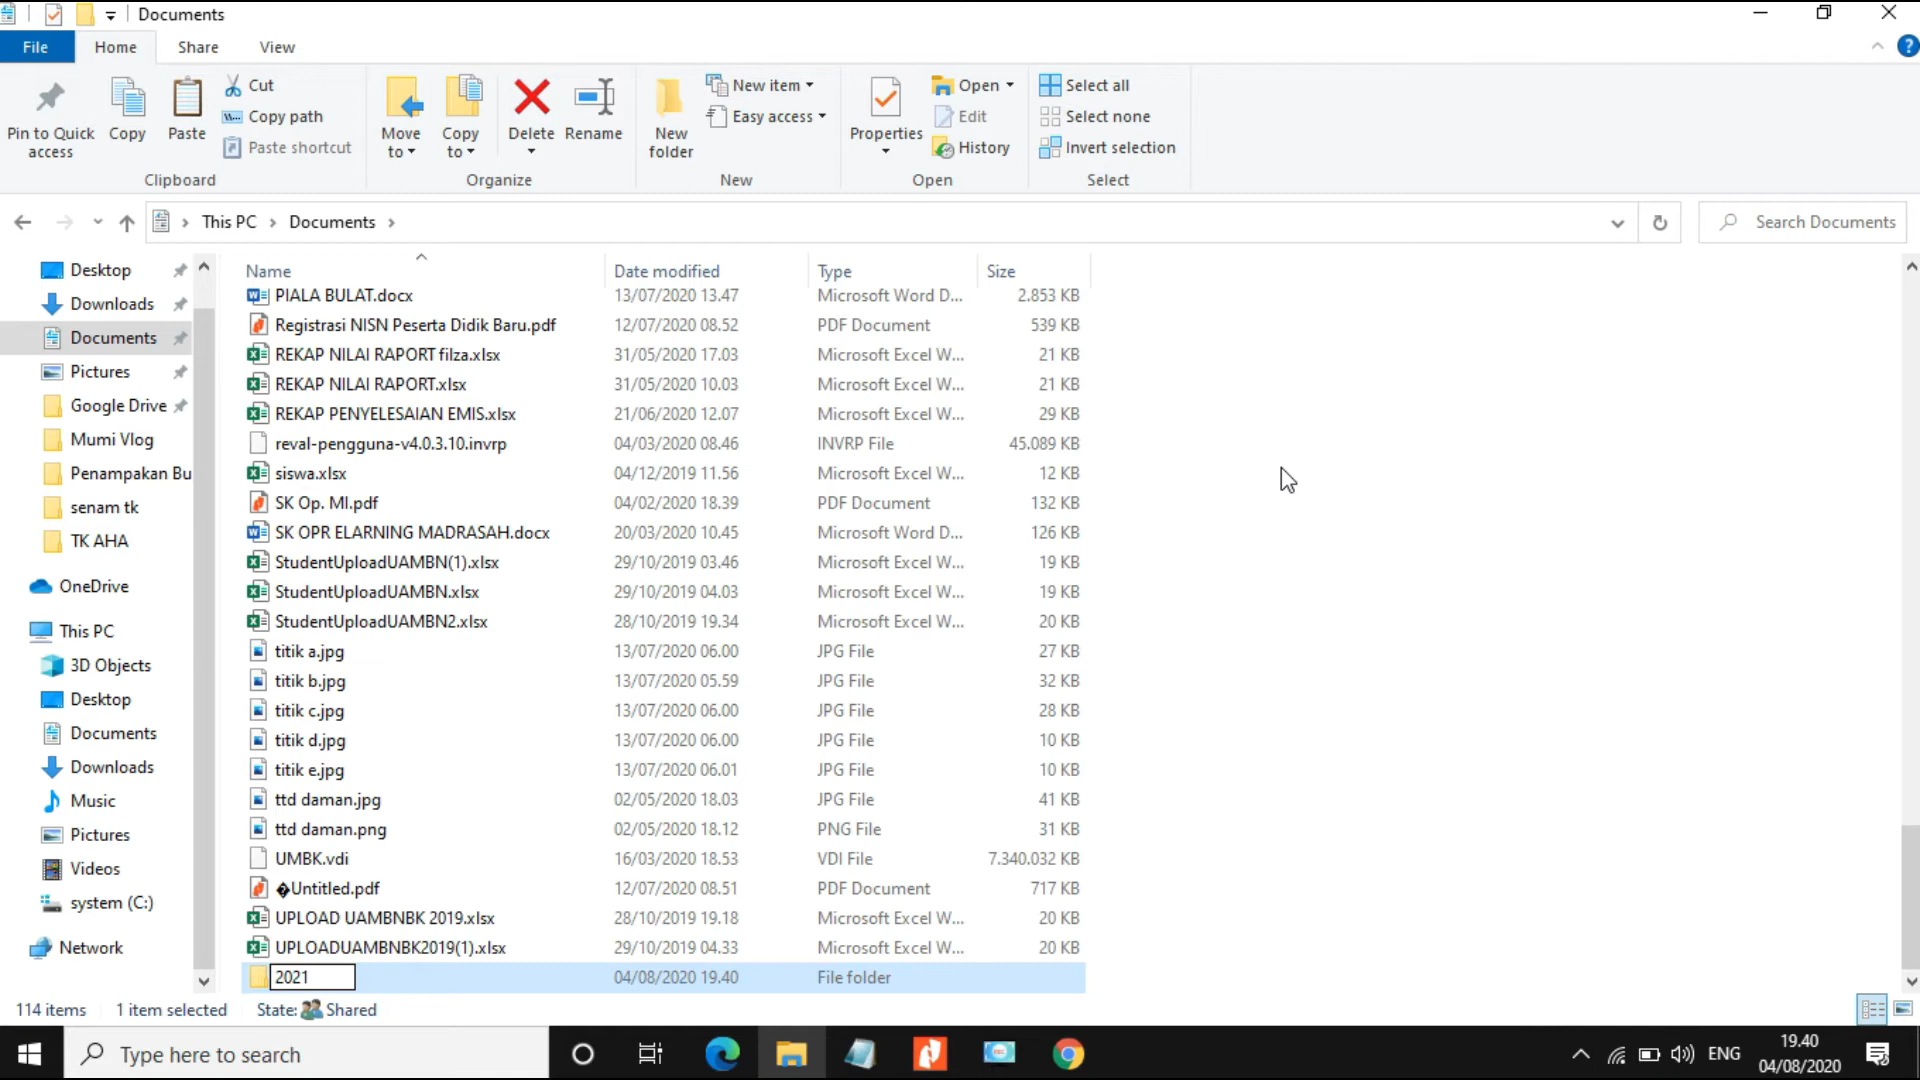 Documents
File Home Share View
Pin to Quick access
Copy
Paste
Cut
Copy path
Paste shortcut
Clipboard
Move to
Copy to
Delete
Rename
Organize
New folder
New item
Easy access
New
Properties
Open
Edit
History
Open
Select all
Select none
Invert selection
Select
This PC > Documents >
Search Documents
Desktop
Downloads
Documents
Pictures
Google Drive
Mumi Vlog
Penampakan Bu
senam tk
TK AHA
OneDrive
This PC
3D Objects
Desktop
Documents
Downloads
Music
Pictures
Videos
system (C:)
Network
Name Date modified Type Size
PIALA BULAT.docx 13/07/2020 13.47 Microsoft Word D... 2.853 KB
Registrasi NISN Peserta Didik Baru.pdf 12/07/2020 08.52 PDF Document 539 KB
REKAP NILAI RAPORT filza.xlsx 31/05/2020 17.03 Microsoft Excel W... 21 KB
REKAP NILAI RAPORT.xlsx 31/05/2020 10.03 Microsoft Excel W... 21 KB
REKAP PENYELESAIAN EMIS.xlsx 21/06/2020 12.07 Microsoft Excel W... 29 KB
reval-pengguna-v4.0.3.10.invrp 04/03/2020 08.46 INVRP File 45.089 KB
siswa.xlsx 04/12/2019 11.56 Microsoft Excel W... 12 KB
SK Op. MI.pdf 04/02/2020 18.39 PDF Document 132 KB
SK OPR ELARNING MADRASAH.docx 20/03/2020 10.45 Microsoft Word D... 126 KB
StudentUploadUAMBN(1).xlsx 29/10/2019 03.46 Microsoft Excel W... 19 KB
StudentUploadUAMBN.xlsx 29/10/2019 04.03 Microsoft Excel W... 19 KB
StudentUploadUAMBN2.xlsx 28/10/2019 19.34 Microsoft Excel W... 20 KB
titik a.jpg 13/07/2020 06.00 JPG File 27 KB
titik b.jpg 13/07/2020 05.59 JPG File 32 KB
titik c.jpg 13/07/2020 06.00 JPG File 28 KB
titik d.jpg 13/07/2020 06.00 JPG File 10 KB
titik e.jpg 13/07/2020 06.01 JPG File 10 KB
ttd daman.jpg 02/05/2020 18.03 JPG File 41 KB
ttd daman.png 02/05/2020 18.12 PNG File 31 KB
UMBK.vdi 16/03/2020 18.53 VDI File 7.340.032 KB
�Untitled.pdf 12/07/2020 08.51 PDF Document 717 KB
UPLOAD UAMBNBK 2019.xlsx 28/10/2019 19.18 Microsoft Excel W... 20 KB
UPLOADUAMBNBK2019(1).xlsx 29/10/2019 04.33 Microsoft Excel W... 20 KB
2021 04/08/2020 19.40 File folder
114 items 1 item selected State: Shared
Type here to search
ENG
19.40
04/08/2020